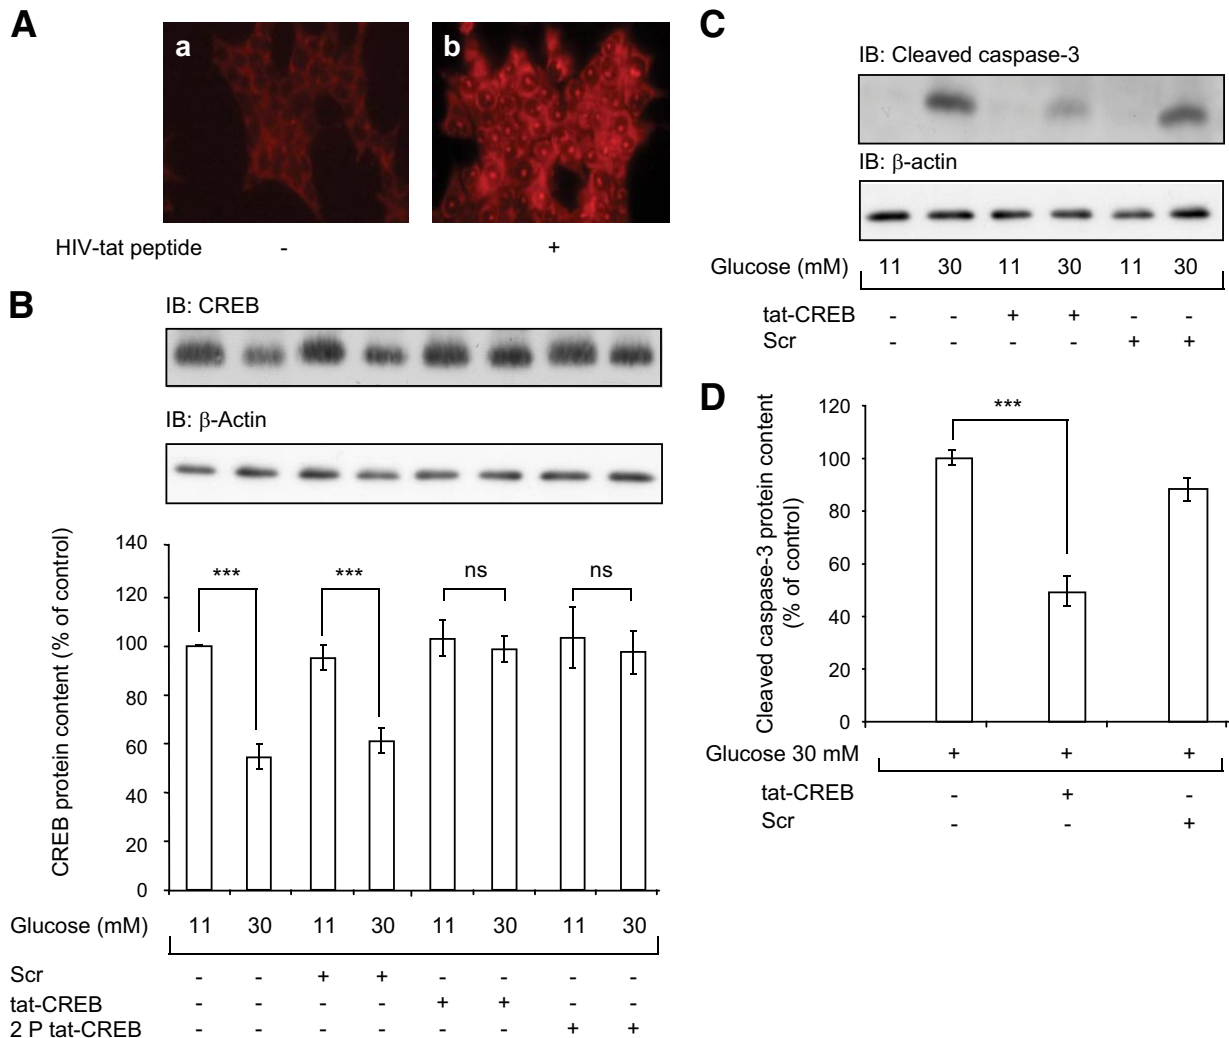 A
a
b
HIV-tat peptide - +
B
IB: CREB
IB: β-Actin
CREB protein content (% of control)
140
120
100
80
60
40
20
0
*** *** ns ns
Glucose (mM) 11 30 11 30 11 30 11 30
Scr - - + + - - - -
tat-CREB - - - - + + - -
2 P tat-CREB - - - - - - + +
C
IB: Cleaved caspase-3
IB: β-actin
Glucose (mM) 11 30 11 30 11 30
tat-CREB - - + + - -
Scr - - - - + +
D
Cleaved caspase-3 protein content
(% of control)
120
100
80
60
40
20
0
***
Glucose 30 mM + + +
tat-CREB - + -
Scr - - +